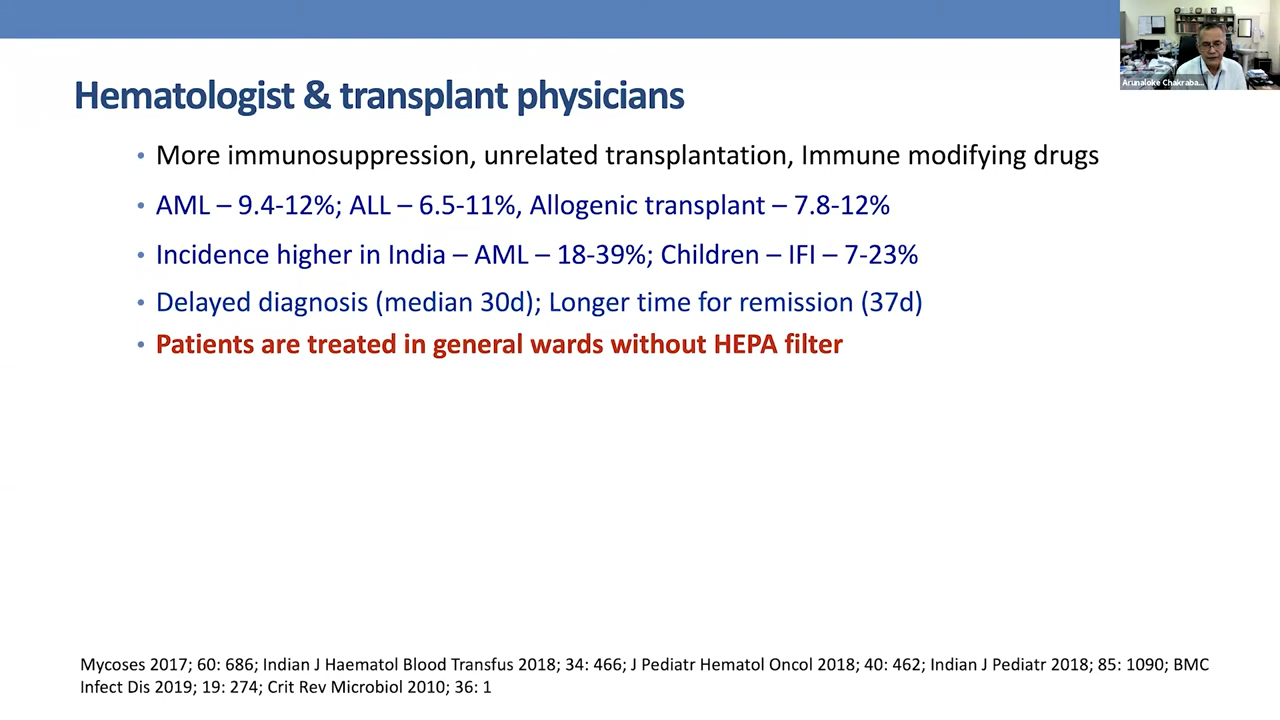 Arunaloke Chakraba...
Hematologist & transplant physicians
• More immunosuppression, unrelated transplantation, Immune modifying drugs
• AML – 9.4-12%; ALL – 6.5-11%, Allogenic transplant – 7.8-12%
• Incidence higher in India – AML – 18-39%; Children – IFI – 7-23%
• Delayed diagnosis (median 30d); Longer time for remission (37d)
• Patients are treated in general wards without HEPA filter
Mycoses 2017; 60: 686; Indian J Haematol Blood Transfus 2018; 34: 466; J Pediatr Hematol Oncol 2018; 40: 462; Indian J Pediatr 2018; 85: 1090; BMC
Infect Dis 2019; 19: 274; Crit Rev Microbiol 2010; 36: 1